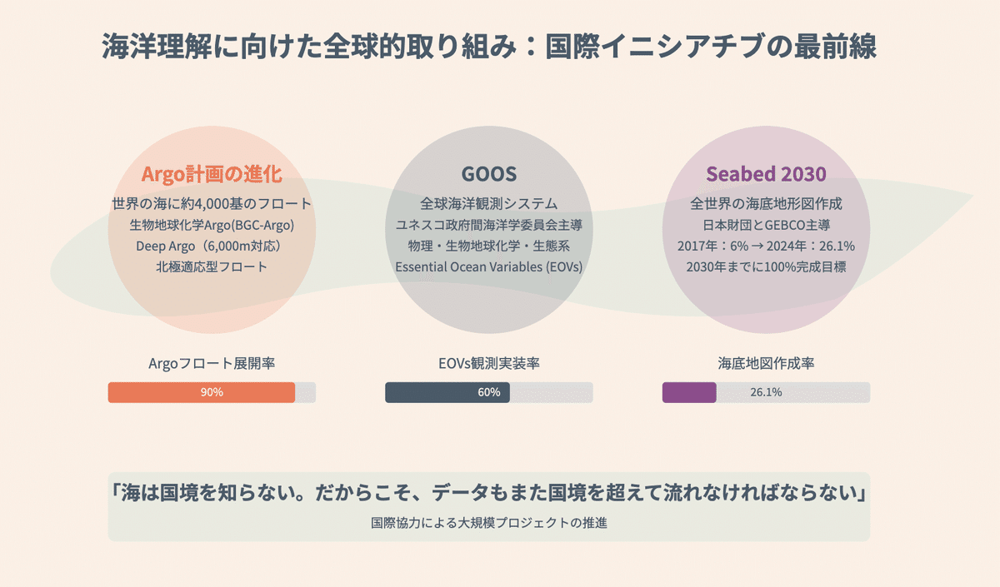 海洋理解に向けた全球的取り組み：国際イニシアチブの最前線
Argo計画の進化
世界の海に約4,000基のフロート
生物地球化学Argo(BGC-Argo)
Deep Argo（6,000m対応）
北極適応型フロート
GOOS
全球海洋観測システム
ユネスコ政府間海洋学委員会主導
物理・生物地球化学・生態系
Essential Ocean Variables (EOVs)
Seabed 2030
全世界の海底地形図作成
日本財団とGEBCO主導
2017年：6% → 2024年：26.1%
2030年までに100%完成目標
Argoフロート展開率
90%
EOVs観測実装率
60%
海底地図作成率
26.1%
「海は国境を知らない。だからこそ、データもまた国境を超えて流れなければならない」
国際協力による大規模プロジェクトの推進